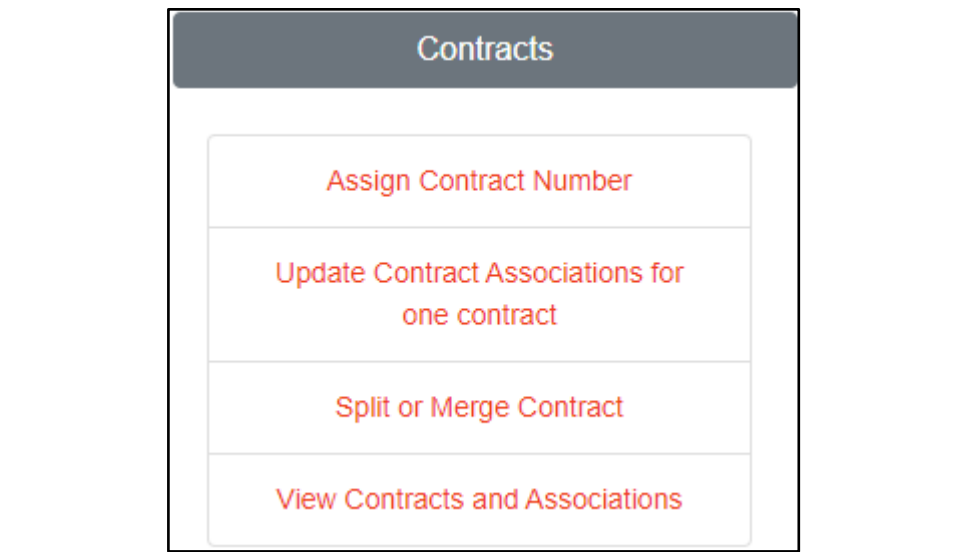 Contracts
Assign Contract Number
Update Contract Associations for
one contract
Split or Merge Contract
View Contracts and Associations